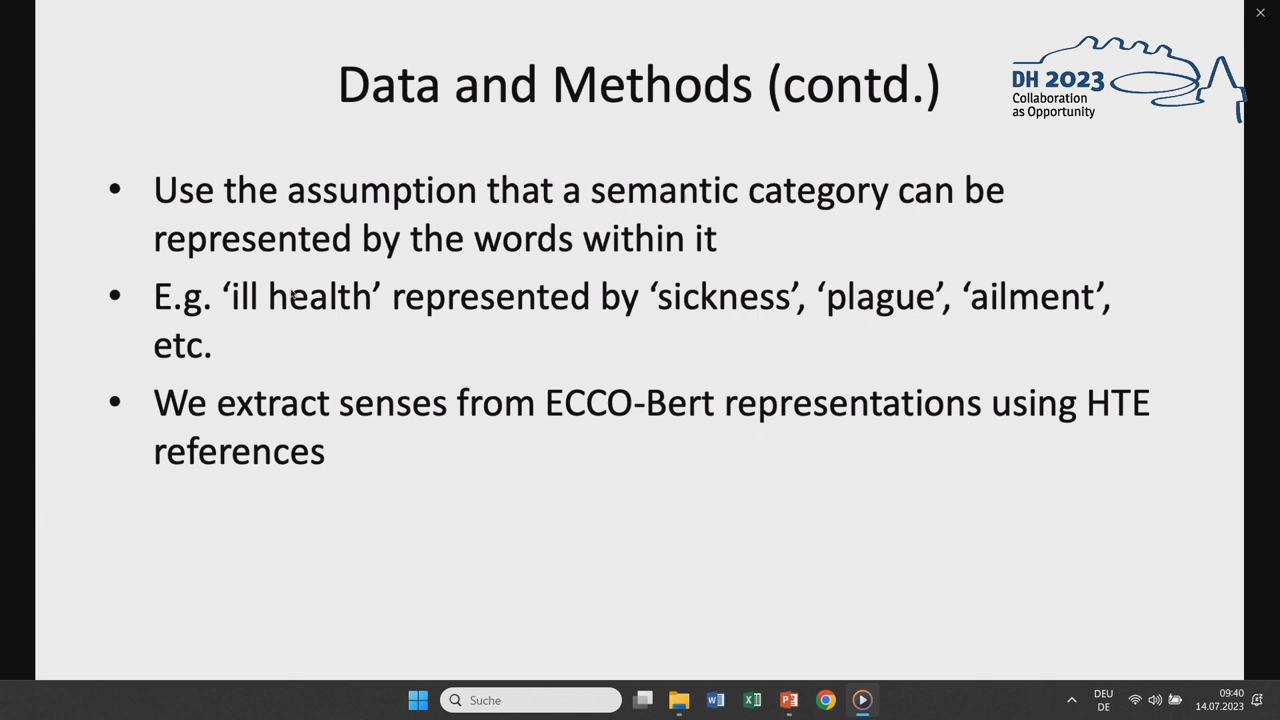 Data and Methods (contd.)
DH 2023
Collaboration
as Opportunity
• Use the assumption that a semantic category can be
represented by the words within it
• E.g. ‘ill health’ represented by ‘sickness’, ‘plague’, ‘ailment’,
etc.
• We extract senses from ECCO-Bert representations using HTE
references
Suche
DEU
DE
09:40
14.07.2023